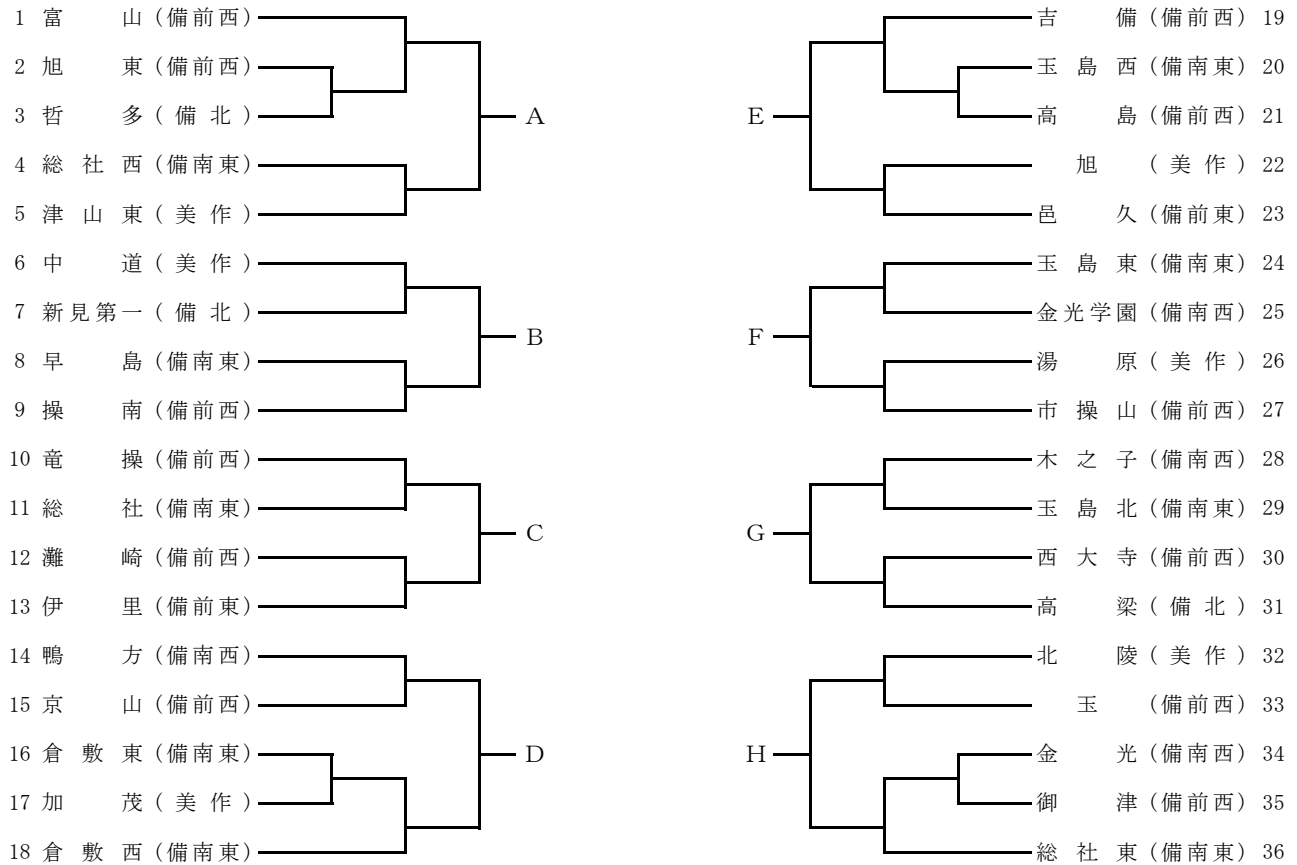 1 富山(備前西)
2 旭東(備前西)
3 哲多(備北)
A
4 総社西(備南東)
5 津山東(美作)
6 中道(美作)
7 新見第一(備北)
B
8 早島(備南東)
9 操南(備前西)
10 竜操(備前西)
11 総社(備南東)
C
12 灘崎(備前西)
13 伊里(備前東)
14 鴨方(備南西)
15 京山(備前西)
16 倉敷東(備南東)
D
17 加茂(美作)
18 倉敷西(備南東)
吉備(備前西) 19
玉島西(備南東) 20
高島(備前西) 21
E
旭(美作) 22
邑久(備前東) 23
玉島東(備南東) 24
金光学園(備南西) 25
F
湯原(美作) 26
市操山(備前西) 27
木之子(備南西) 28
玉島北(備南東) 29
G
西大寺(備前西) 30
高梁(備北) 31
北陵(美作) 32
玉(備前西) 33
H
金光(備南西) 34
御津(備前西) 35
総社東(備南東) 36